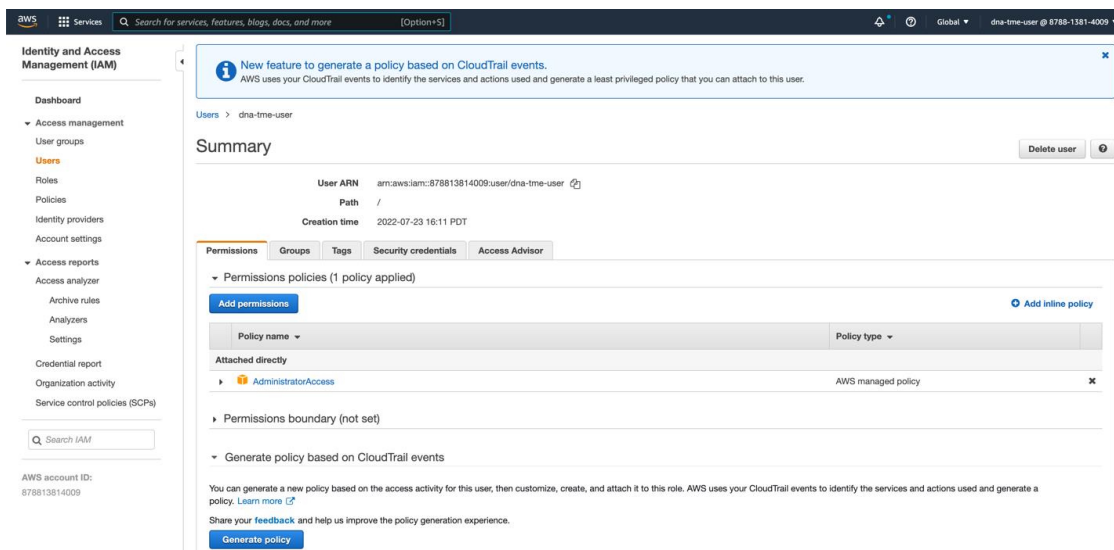 aws Services Search for services, features, blogs, docs, and more [Option+S] Global dna-tme-user @ 8788-1381-4009
Identity and Access
Management (IAM)
Dashboard
Access management
User groups
Users
Roles
Policies
Identity providers
Account settings
Access reports
Access analyzer
Archive rules
Analyzers
Settings
Credential report
Organization activity
Service control policies (SCPs)
Search IAM
AWS account ID:
878813814009
New feature to generate a policy based on CloudTrail events.
AWS uses your CloudTrail events to identify the services and actions used and generate a least privileged policy that you can attach to this user.
Users > dna-tme-user
Summary
Delete user
User ARN arn:aws:iam::878813814009:user/dna-tme-user
Path /
Creation time 2022-07-23 16:11 PDT
Permissions Groups Tags Security credentials Access Advisor
Permissions policies (1 policy applied)
Add permissions Add inline policy
Policy name Policy type
Attached directly
AdministratorAccess AWS managed policy
Permissions boundary (not set)
Generate policy based on CloudTrail events
You can generate a new policy based on the access activity for this user, then customize, create, and attach it to this role. AWS uses your CloudTrail events to identify the services and actions used and generate a
policy. Learn more
Share your feedback and help us improve the policy generation experience.
Generate policy